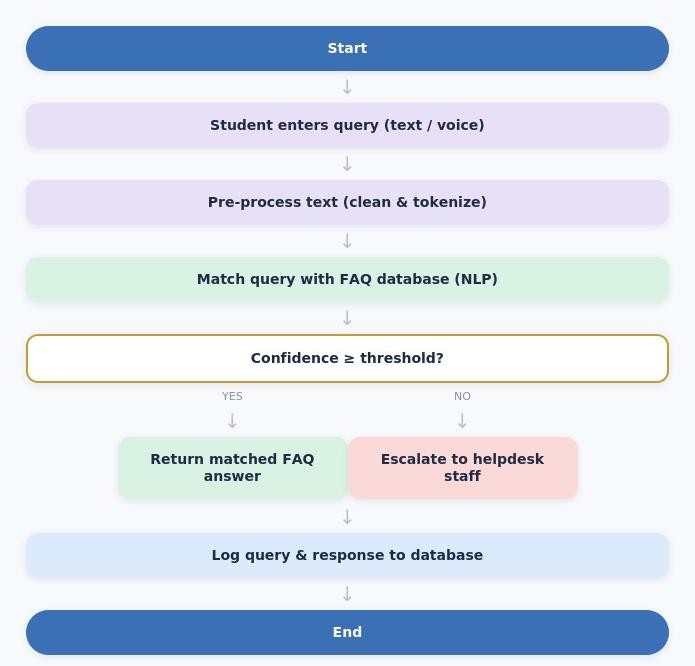 Start
↓
Student enters query (text / voice)
↓
Pre-process text (clean & tokenize)
↓
Match query with FAQ database (NLP)
↓
Confidence ≥ threshold?
YES NO
↓ ↓
Return matched FAQ
answer
Escalate to helpdesk
staff
↓
Log query & response to database
↓
End